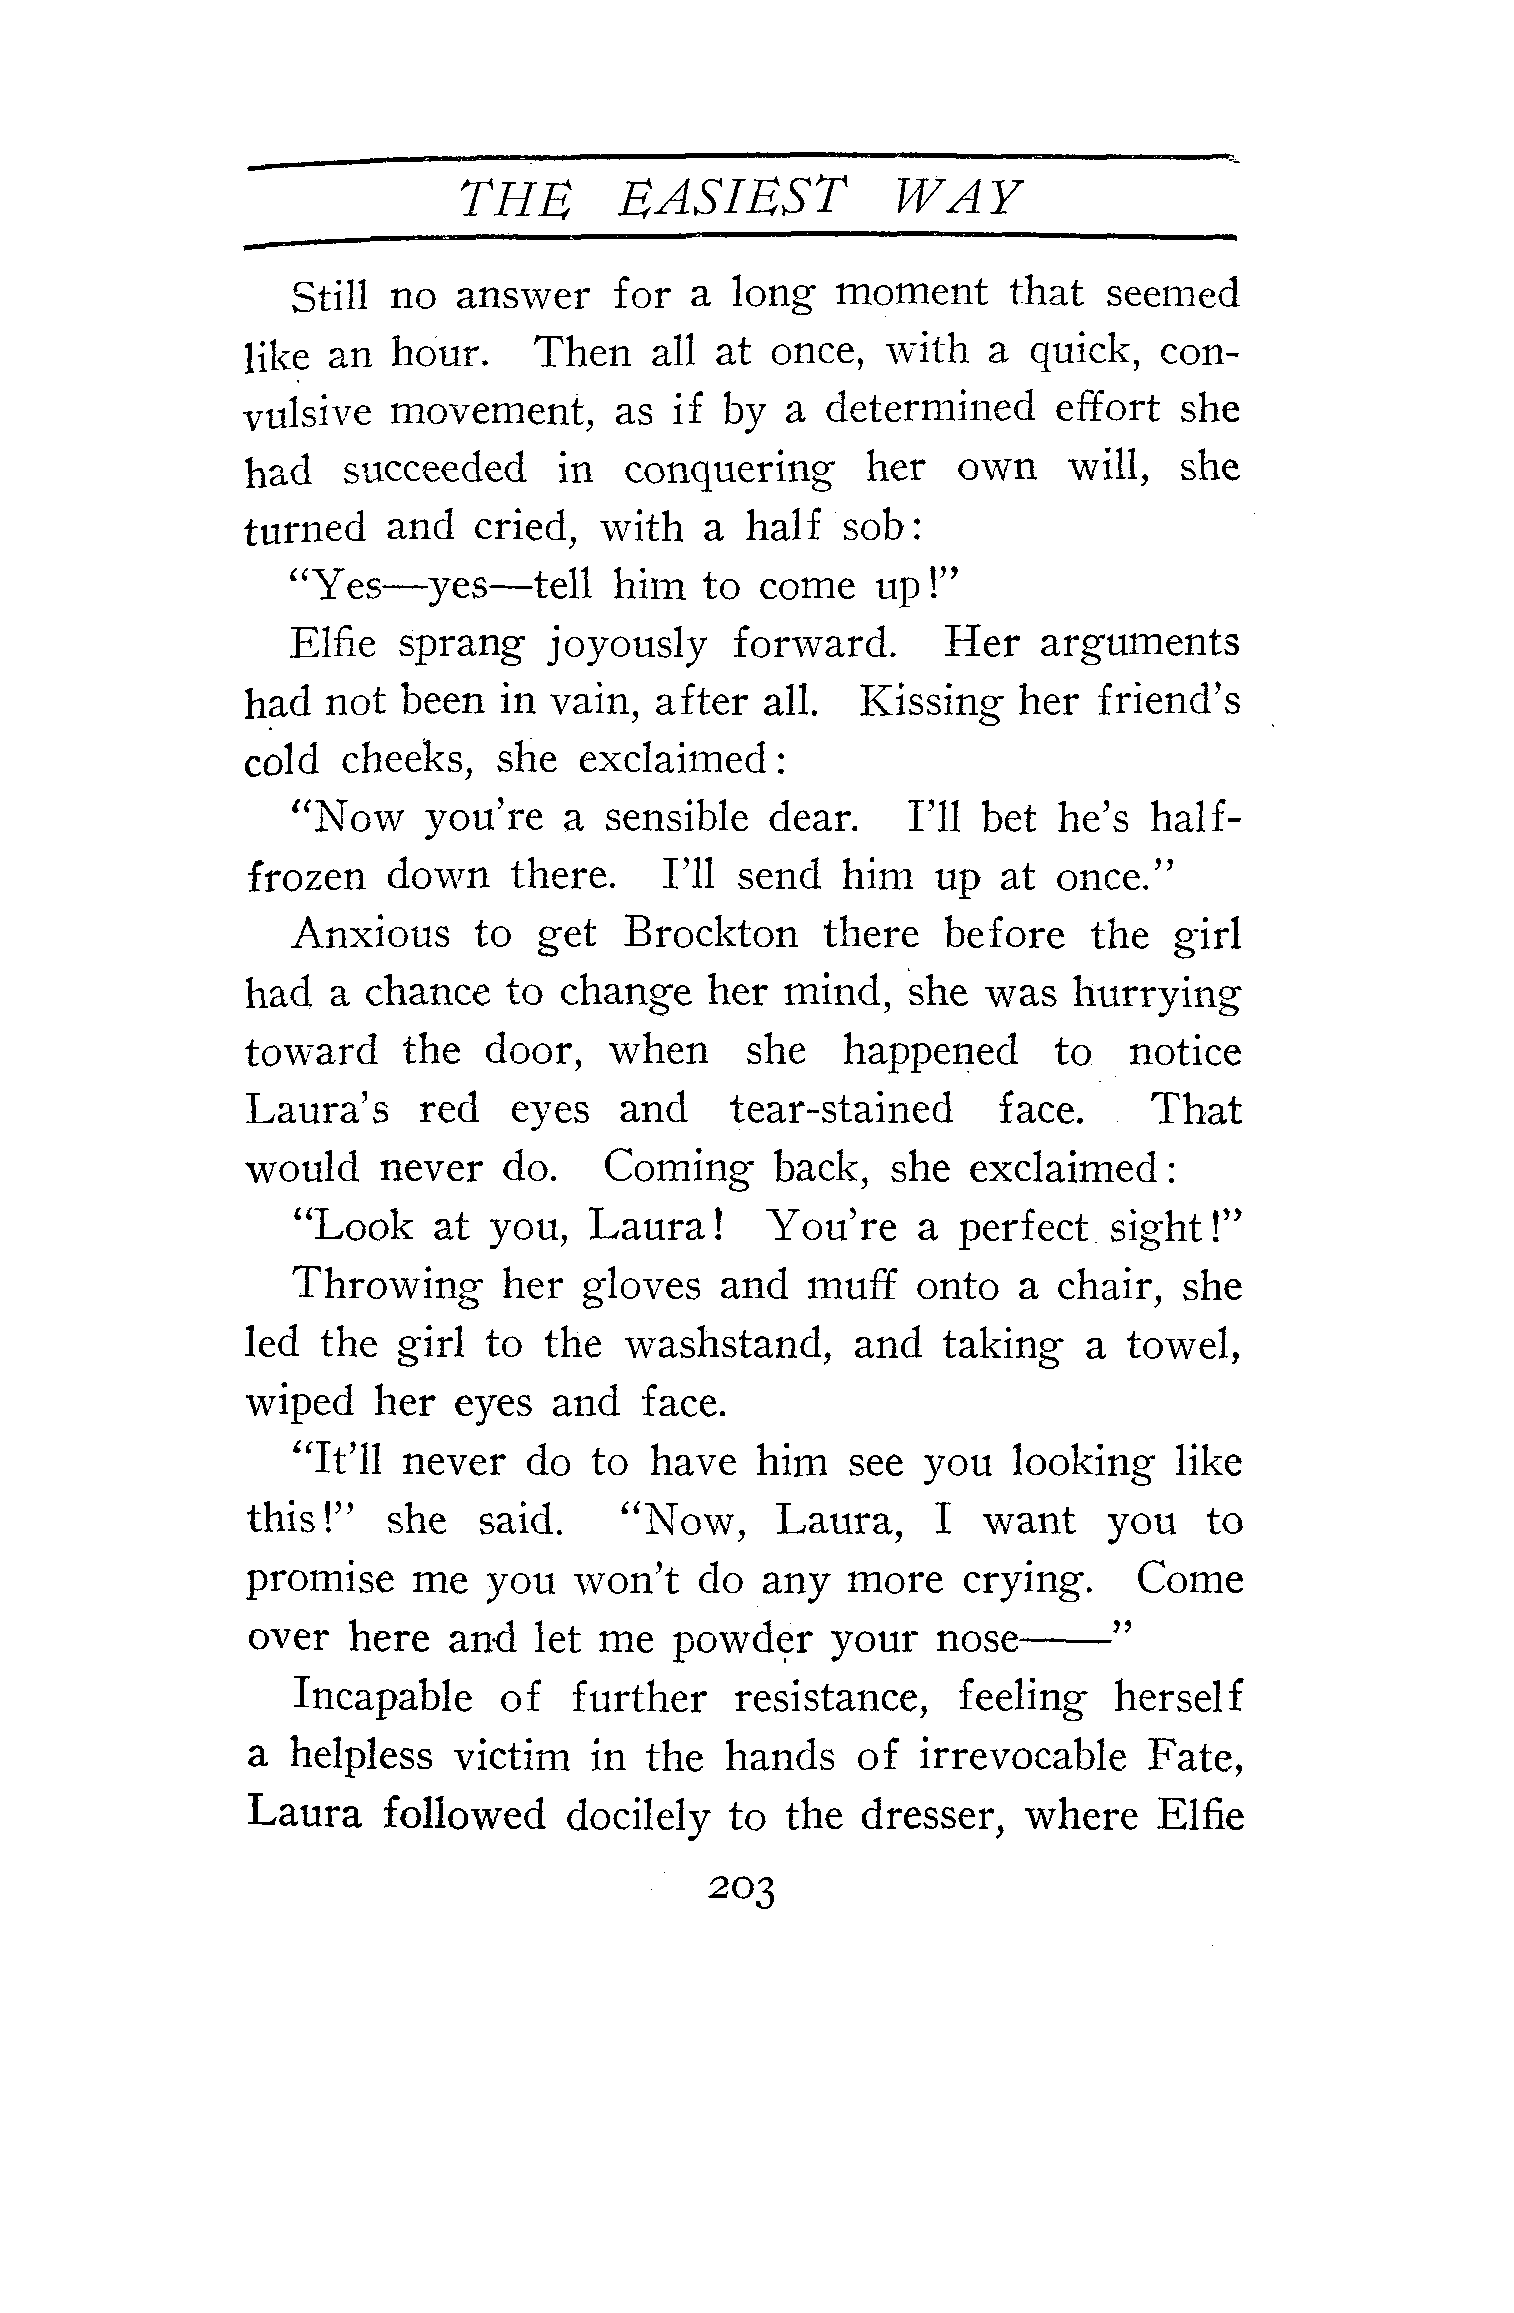 THE EASIEST WAY
Still no answer for a long moment that seemed
like an hour. Then all at once, with a quick, con-
vulsive movement, as if by a determined effort she
had succeeded in conquering her own will, she
turned and cried, with a half sob:
“Yes—yes—tell him to come up!”
Elfie sprang joyously forward. Her arguments
had not been in vain, after all. Kissing her friend’s
cold cheeks, she exclaimed:
“Now you’re a sensible dear. I’ll bet he’s half-
frozen down there. I’ll send him up at once.”
Anxious to get Brockton there before the girl
had a chance to change her mind, she was hurrying
toward the door, when she happened to notice
Laura’s red eyes and tear-stained face. That
would never do. Coming back, she exclaimed:
“Look at you, Laura! You’re a perfect sight!”
Throwing her gloves and muff onto a chair, she
led the girl to the washstand, and taking a towel,
wiped her eyes and face.
“It’ll never do to have him see you looking like
this!” she said. “Now, Laura, I want you to
promise me you won’t do any more crying. Come
over here and let me powder your nose——”
Incapable of further resistance, feeling herself
a helpless victim in the hands of irrevocable Fate,
Laura followed docilely to the dresser, where Elfie
203